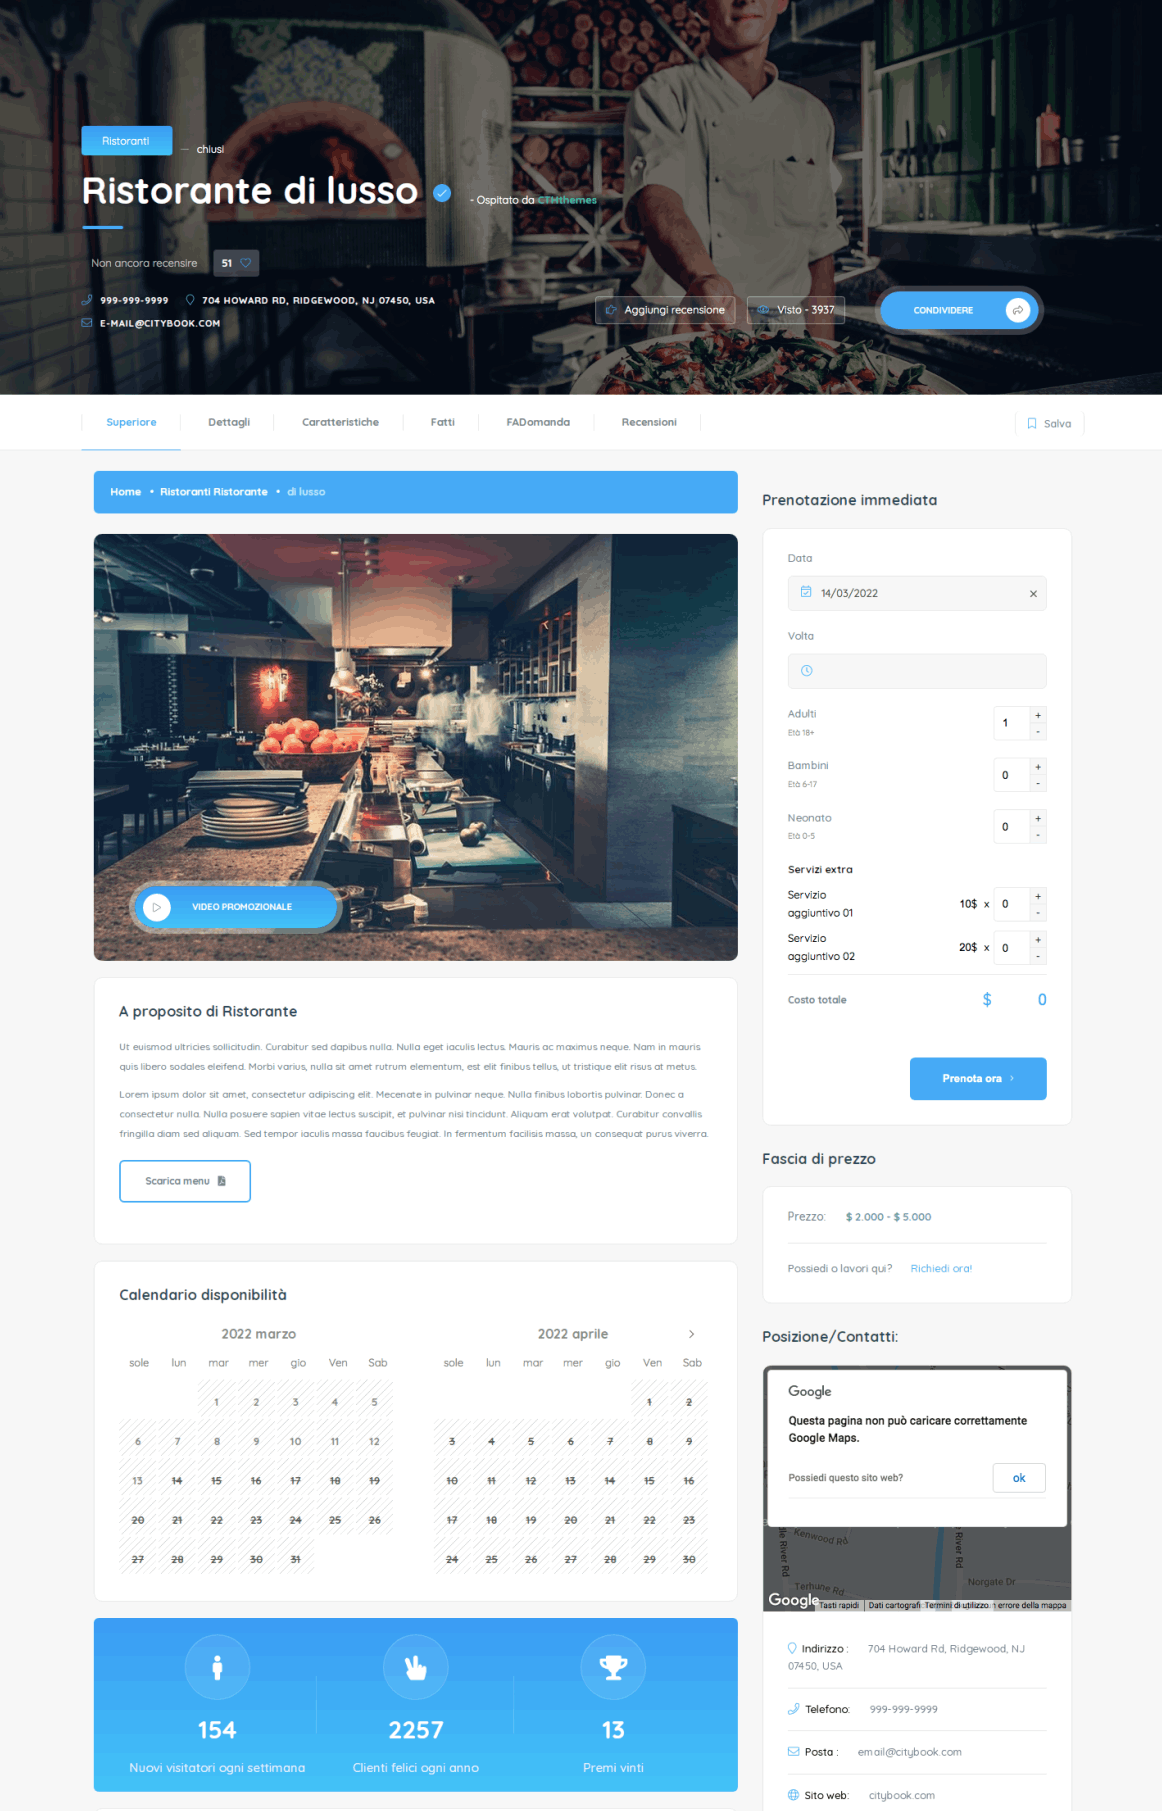 Ristoranti
— chiusi
Ristorante di lusso
- Ospitato da CTHthemes
Non ancora recensire
51
999-999-9999
704 HOWARD RD, RIDGEWOOD, NJ 07450, USA
E-MAIL@CITYBOOK.COM
Aggiungi recensione
Visto - 3937
CONDIVIDERE
Superiore
Dettagli
Caratteristiche
Fatti
FADomanda
Recensioni
Salva
Home • Ristoranti Ristorante • di lusso
VIDEO PROMOZIONALE
A proposito di Ristorante
Ut euismod ultricies sollicitudin. Curabitur sed dapibus nulla. Nulla eget iaculis lectus. Mauris ac maximus neque. Nam in mauris
quis libero sodales eleifend. Morbi varius, nulla sit amet rutrum elementum, est elit finibus tellus, ut tristique elit risus at metus.
Lorem ipsum dolor sit amet, consectetur adipiscing elit. Mecenate in pulvinar neque. Nulla finibus lobortis pulvinar. Donec a
consectetur nulla. Nulla posuere sapien vitae lectus suscipit, et pulvinar nisi tincidunt. Aliquam erat volutpat. Curabitur convallis
fringilla diam sed aliquam. Sed tempor iaculis massa faucibus feugiat. In fermentum facilisis massa, un consequat purus viverra.
Scarica menu
Calendario disponibilità
2022 marzo
sole lun mar mer gio Ven Sab
1 2 3 4 5
6 7 8 9 10 11 12
13 14 15 16 17 18 19
20 21 22 23 24 25 26
27 28 29 30 31
2022 aprile
sole lun mar mer gio Ven Sab
1 2
3 4 5 6 7 8 9
10 11 12 13 14 15 16
17 18 19 20 21 22 23
24 25 26 27 28 29 30
154
Nuovi visitatori ogni settimana
2257
Clienti felici ogni anno
13
Premi vinti
Prenotazione immediata
Data
14/03/2022 ×
Volta
Adulti
Età 18+
1 + -
Bambini
Età 6-17
0 + -
Neonato
Età 0-5
0 + -
Servizi extra
Servizio
aggiuntivo 01
10$ x 0 + -
Servizio
aggiuntivo 02
20$ x 0 + -
Costo totale $ 0
Prenota ora
Fascia di prezzo
Prezzo: $ 2.000 - $ 5.000
Possiedi o lavori qui? Richiedi ora!
Posizione/Contatti:
Google
Questa pagina non può caricare correttamente
Google Maps.
Possiedi questo sito web?
ok
Kenwood Rd
River Rd
River Rd
Terhune Rd
Norgate Dr
Google
Tasti rapidi
Dati cartografi
Termini di utilizzo
errore della mappa
Indirizzo : 704 Howard Rd, Ridgewood, NJ
07450, USA
Telefono: 999-999-9999
Posta : email@citybook.com
Sito web: citybook.com